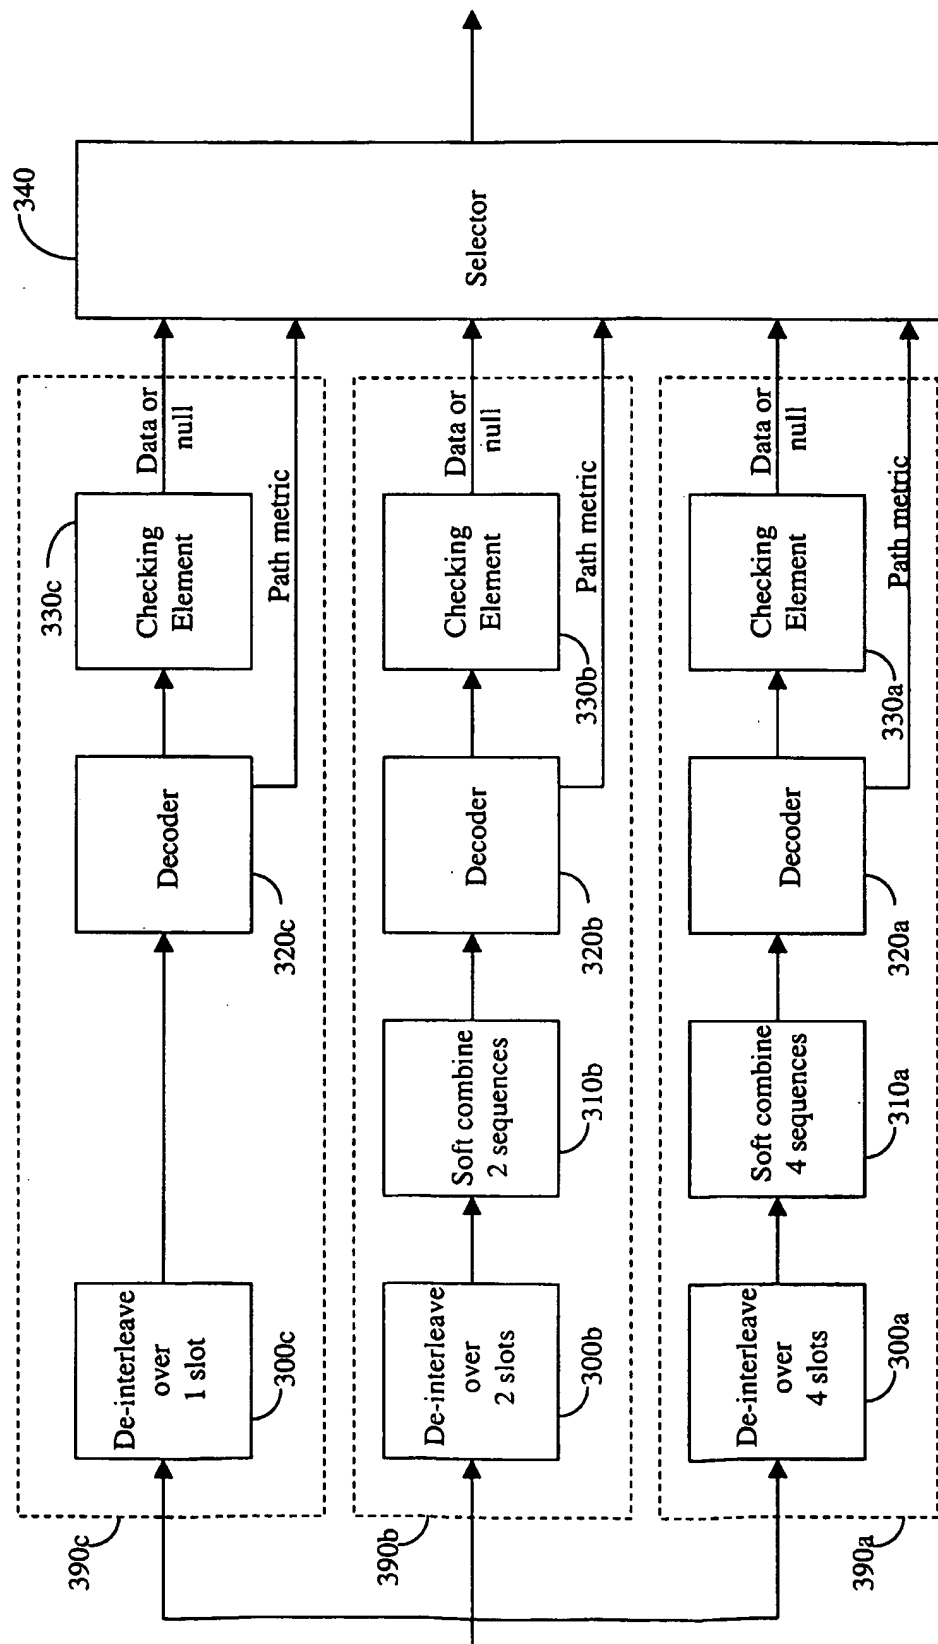 340
Selector
390c
De-interleave
over
1 slot
300c
Decoder
320c
Checking
Element
330c
Data or
null
Path metric
390b
De-interleave
over
2 slots
300b
Soft combine
2 sequences
310b
Decoder
320b
Checking
Element
330b
Data or
null
Path metric
390a
De-interleave
over
4 slots
300a
Soft combine
4 sequences
310a
Decoder
320a
Checking
Element
330a
Data or
null
Path metric